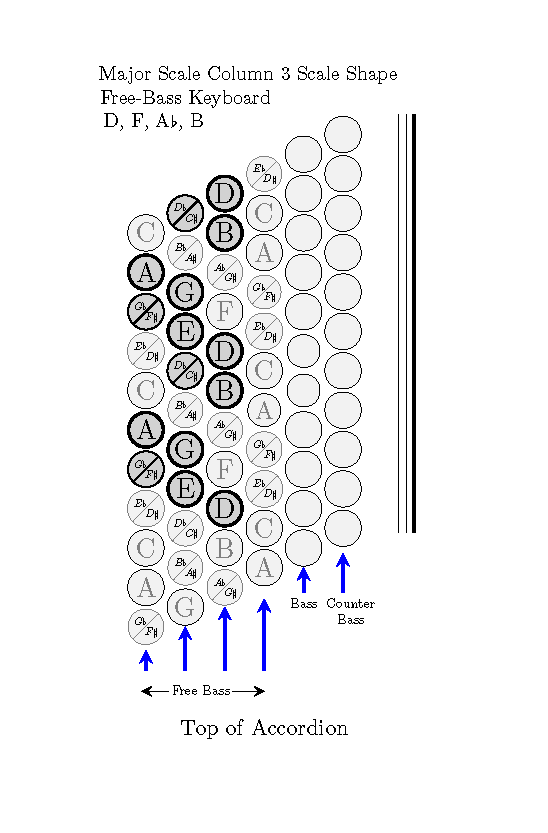 Major Scale Column 3 Scale Shape
Free-Bass Keyboard
D, F, A♭, B
C
A
G♭ F♯
E♭ D♯
C
A
G♭ F♯
E♭ D♯
C
A
G♭ F♯
D♭ C♯
B♭ A♯
G
E
D♭ C♯
B♭ A♯
G
E
D♭ C♯
B♭ A♯
G
D
B
A♭ G♯
F
D
B
A♭ G♯
F
D
B
A♭ G♯
E♭ D♯
C
A
G♭ F♯
E♭ D♯
C
A
G♭ F♯
E♭ D♯
C
A
Bass
Counter
Bass
Free Bass
Top of Accordion